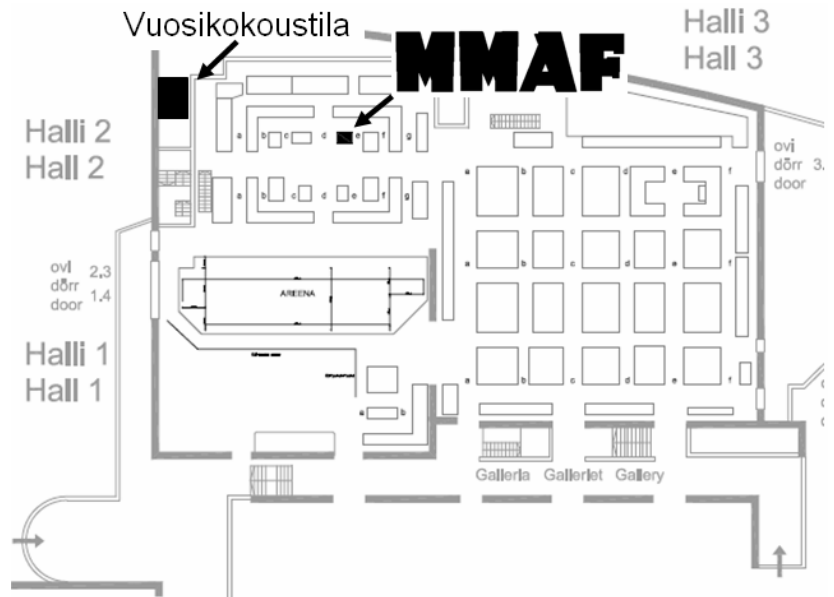 Vuosikokoustila
MMAF
Halli 3
Hall 3
Halli 2
Hall 2
ovi
dörr 3.
door
a b c d e f g
a b c d e f
a b c d e f g
ovi 2.3
dörr
door 1.4
AREENA
a b c d e f
Halli 1
Hall 1
a b c d e f
a b
Galleria Galleriet Gallery